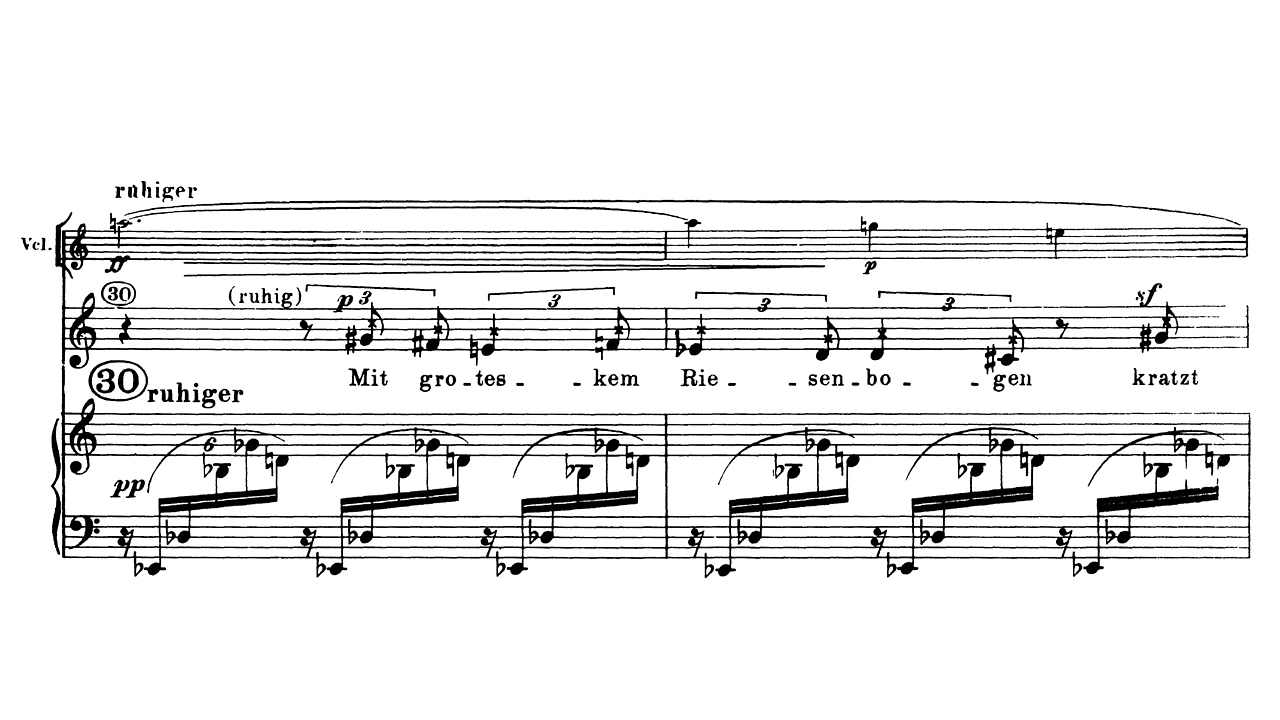 ruhiger
Vcl.
ff
p
30
(ruhig)
p 3
3
3
3
sf
Mit gro-tes- -kem Rie- -sen-bo- -gen kratzt
30 ruhiger
6
pp